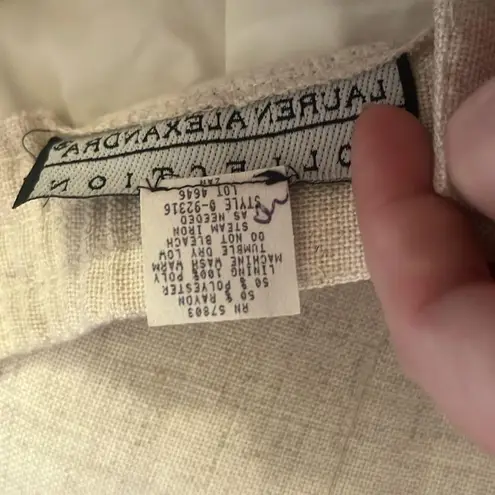 LAUREN ALEXANDRA®
COLLECTION
RN 57803
50 % RAYON
50 % POLYESTER
LINING 100% POLY
MACHINE WASH WARM
TUMBLE DRY LOW
DO NOT BLEACH
STEAM IRON
AS NEEDED
STYLE 0-92316
LOT 4646